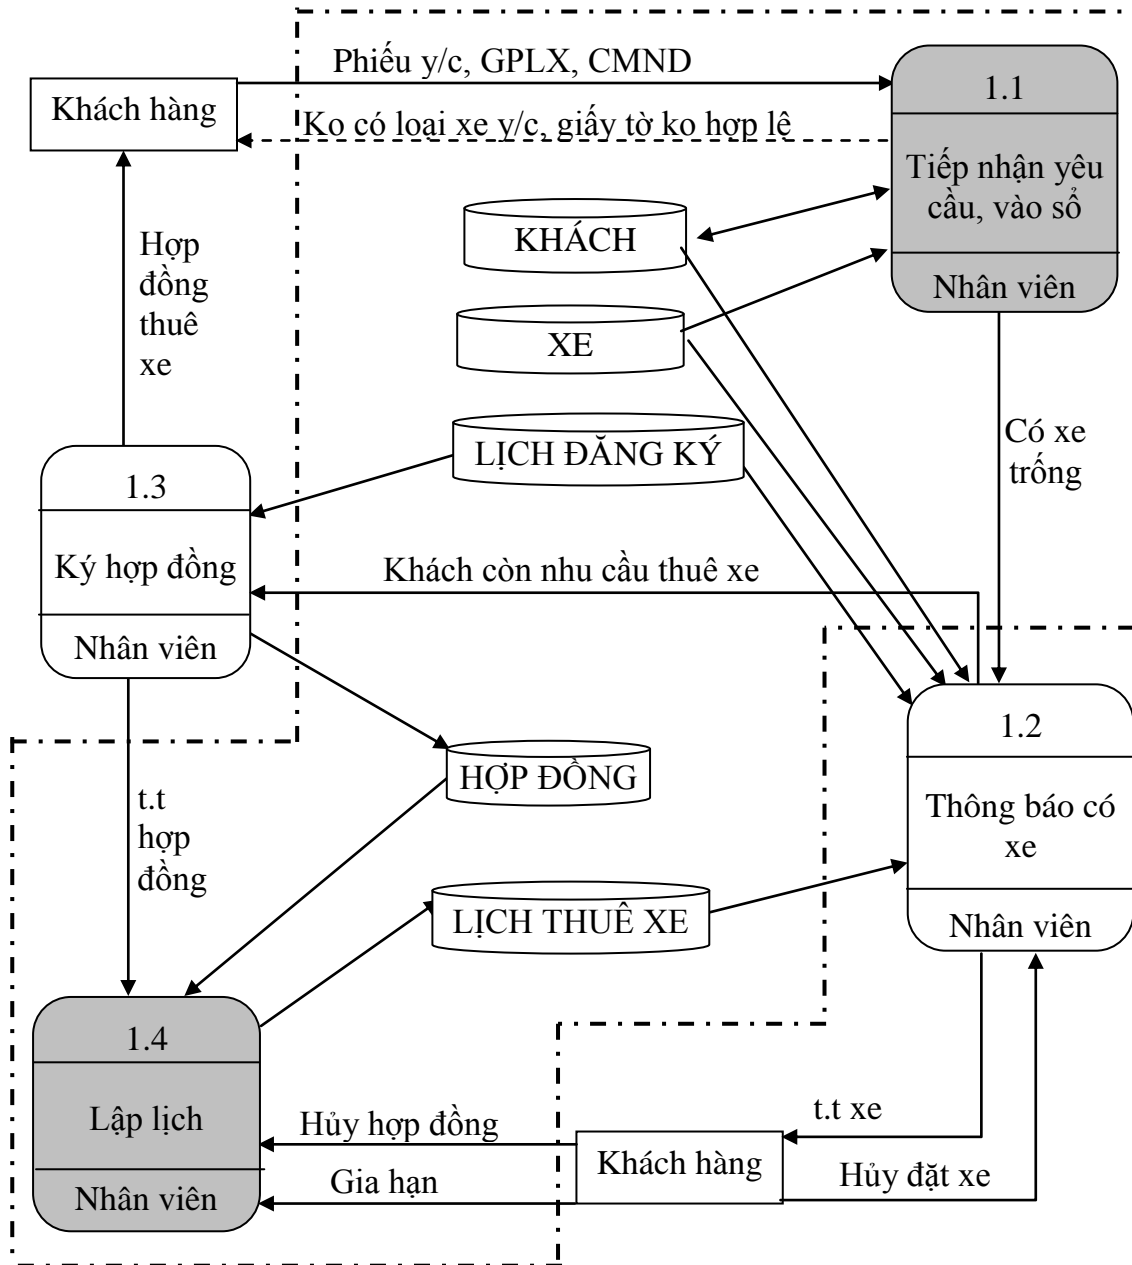 Phiếu y/c, GPLX, CMND
Khách hàng
1.1
Ko có loại xe y/c, giấy tờ ko hợp lệ
Tiếp nhận yêu
cầu, vào sổ
Nhân viên
KHÁCH
Hợp
đồng
thuê
xe
XE
LỊCH ĐĂNG KÝ
Có xe
trống
1.3
Ký hợp đồng
Nhân viên
Khách còn nhu cầu thuê xe
1.2
Thông báo có
xe
Nhân viên
HỢP ĐỒNG
t.t
hợp
đồng
LỊCH THUÊ XE
1.4
Lập lịch
Nhân viên
Hủy hợp đồng
Gia hạn
Khách hàng
t.t xe
Hủy đặt xe